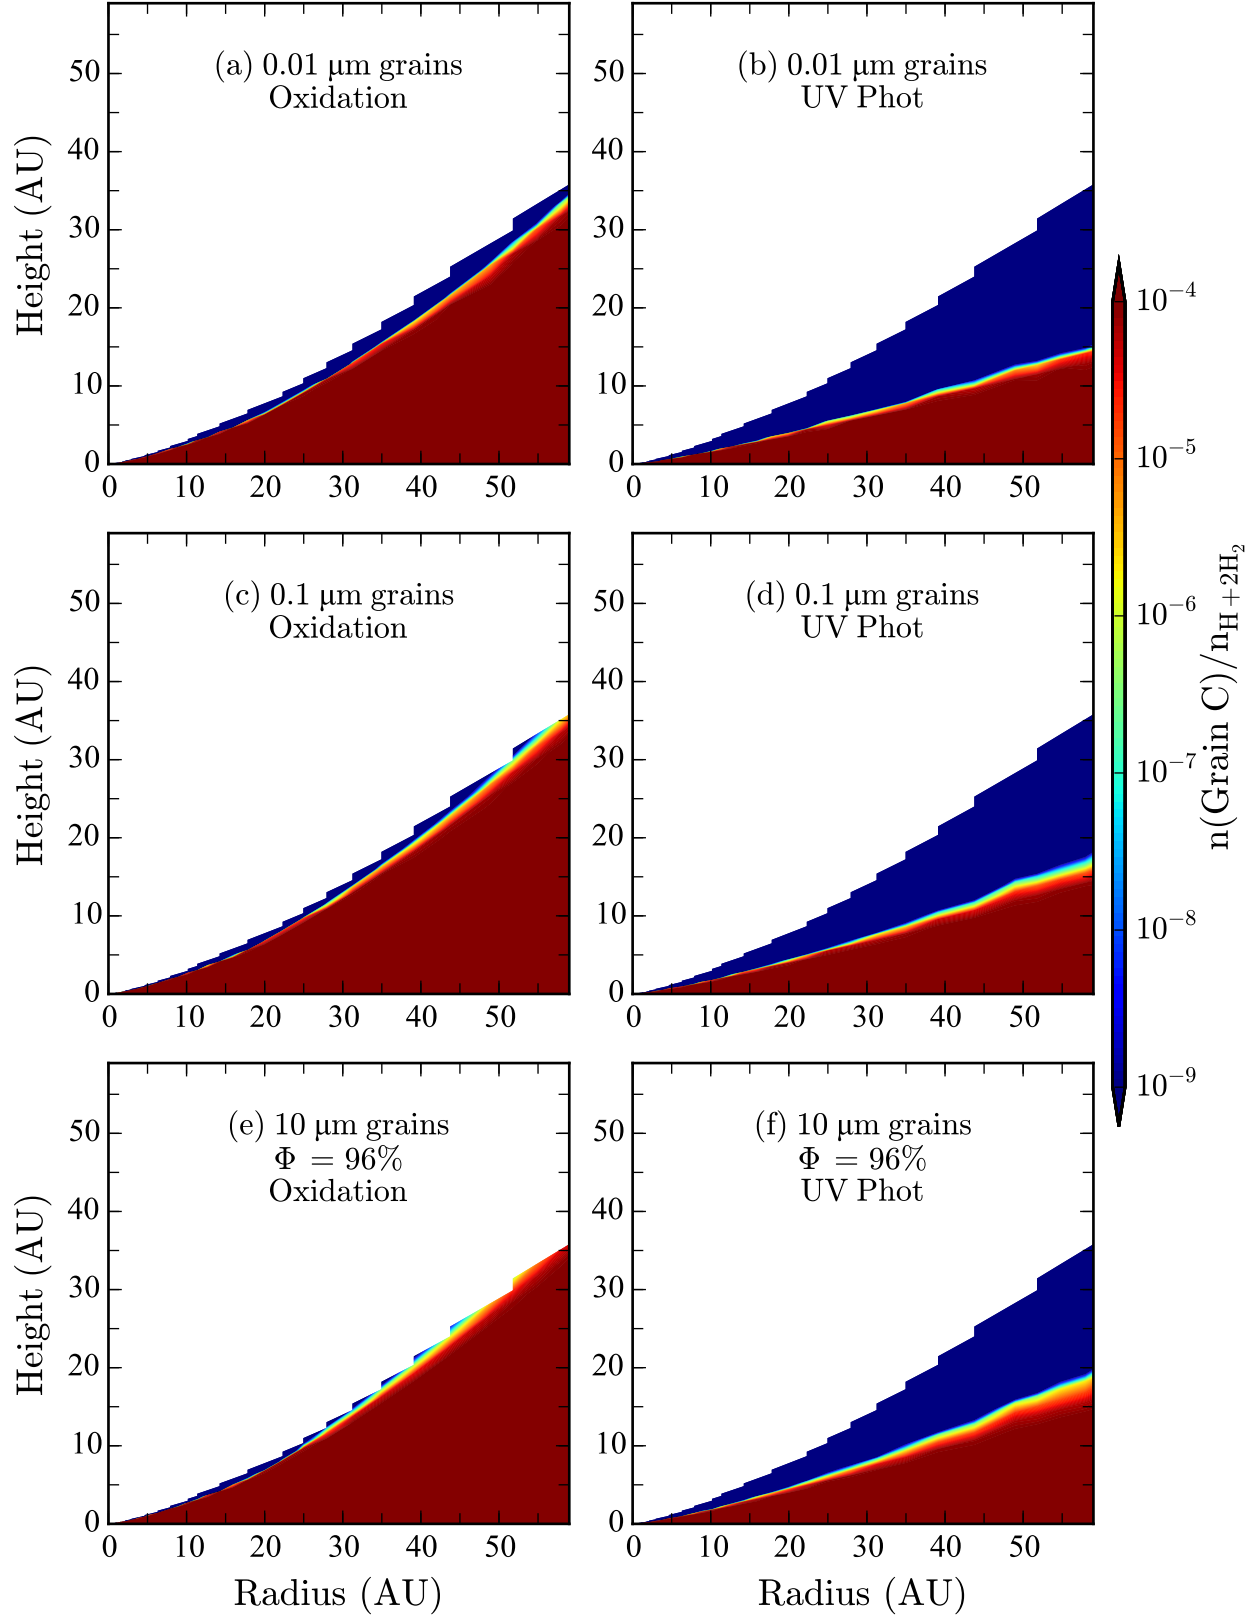 (a) 0.01 μm grains
Oxidation
Height (AU)
50
40
30
20
10
0
0 10 20 30 40 50
(b) 0.01 μm grains
UV Phot
50
40
30
20
10
0
0 10 20 30 40 50
(c) 0.1 μm grains
Oxidation
Height (AU)
50
40
30
20
10
0
0 10 20 30 40 50
(d) 0.1 μm grains
UV Phot
50
40
30
20
10
0
0 10 20 30 40 50
(e) 10 μm grains
Φ = 96%
Oxidation
Height (AU)
50
40
30
20
10
0
0 10 20 30 40 50
Radius (AU)
(f) 10 μm grains
Φ = 96%
UV Phot
50
40
30
20
10
0
0 10 20 30 40 50
Radius (AU)
10⁻⁴
10⁻⁵
10⁻⁶
10⁻⁷
10⁻⁸
10⁻⁹
n(Grain C)/n_{H+2H₂}